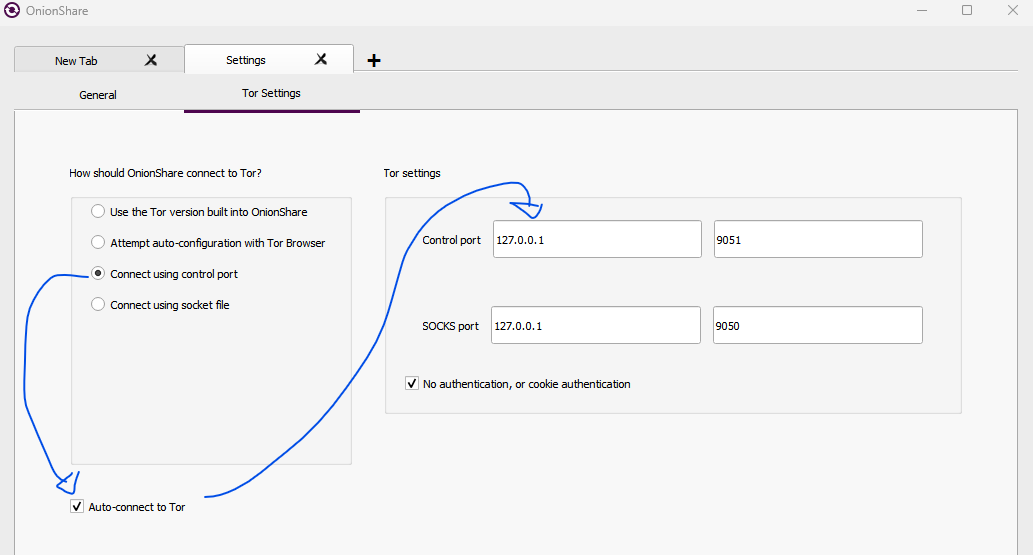 OnionShare
New Tab
Settings
General
Tor Settings
How should OnionShare connect to Tor?
Use the Tor version built into OnionShare
Attempt auto-configuration with Tor Browser
Connect using control port
Connect using socket file
Auto-connect to Tor
Tor settings
Control port 127.0.0.1 9051
SOCKS port 127.0.0.1 9050
No authentication, or cookie authentication